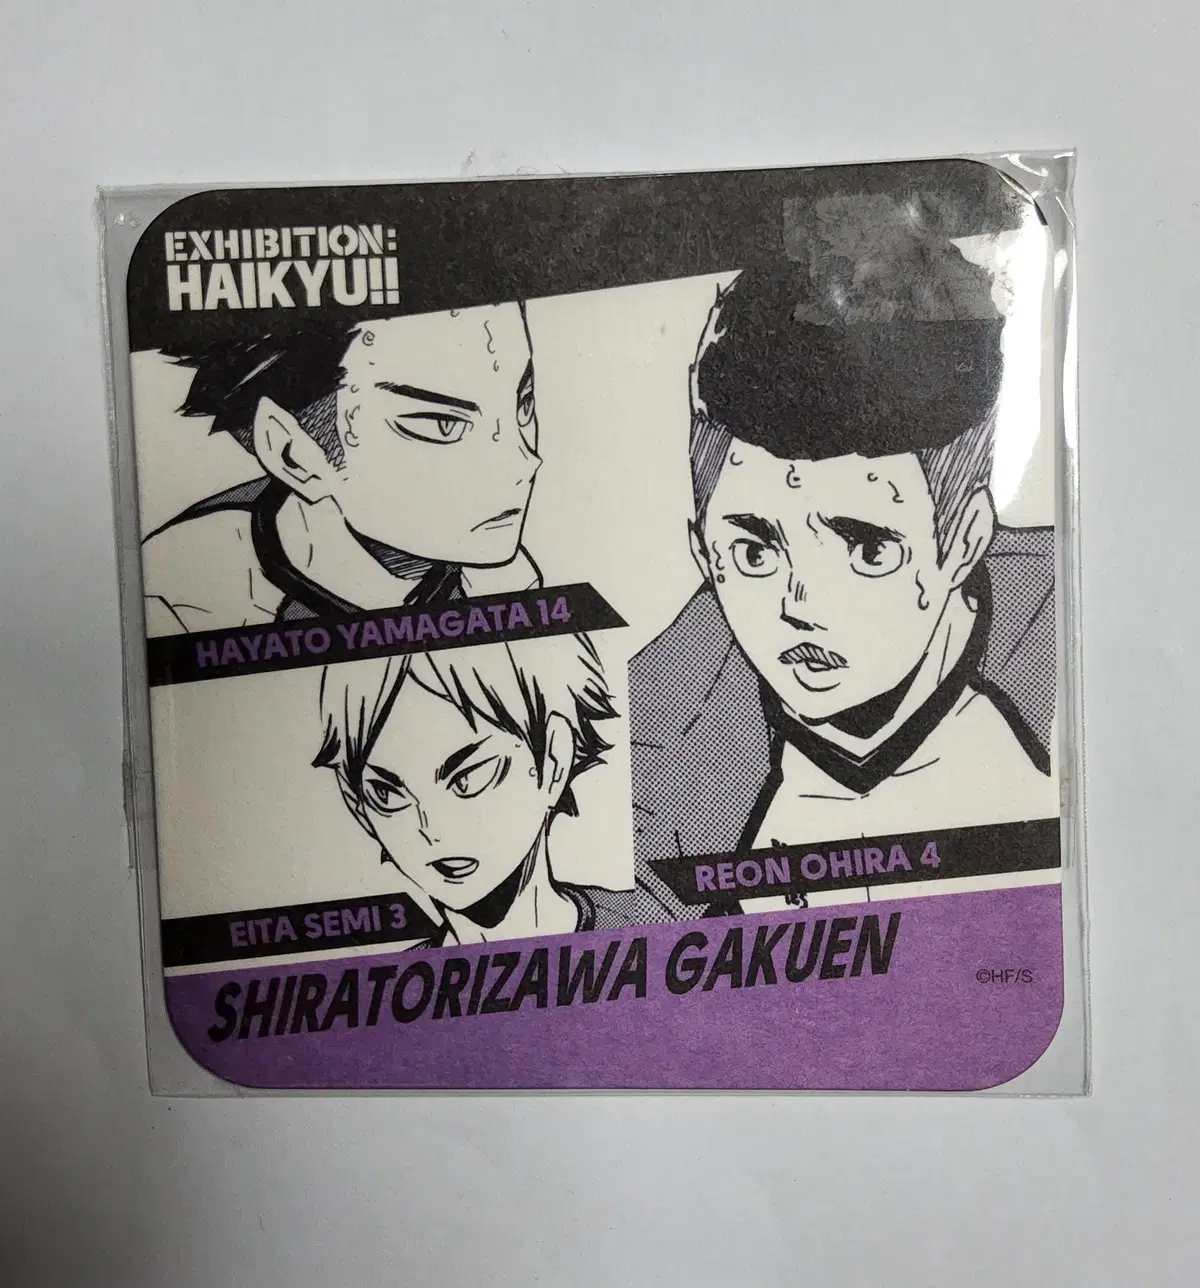 EXHIBITION:
HAIKYU!!
HAYATO YAMAGATA 14
REON OHIRA 4
EITA SEMI 3
SHIRATORIZAWA GAKUEN
©HF/S